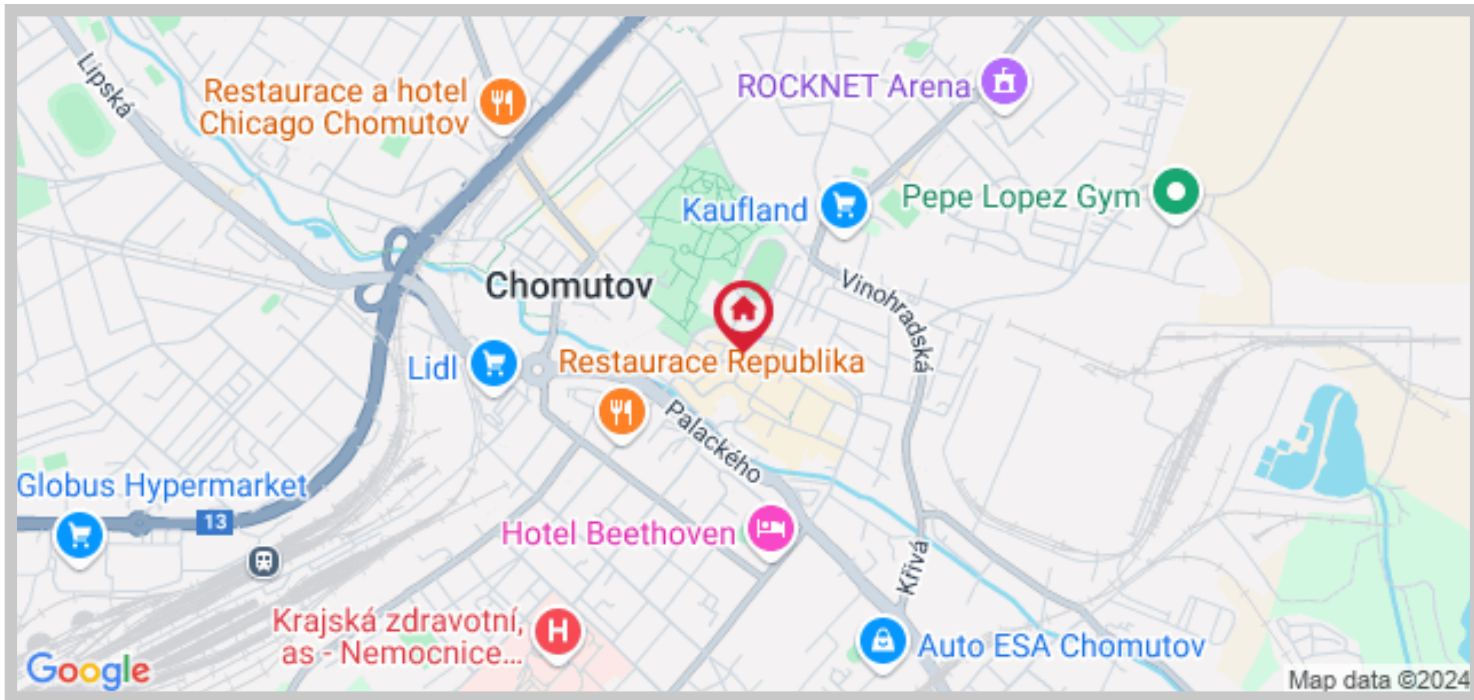 Lipská
Restaurace a hotel
Chicago Chomutov
ROCKNET Arena
Kaufland
Pepe Lopez Gym
Chomutov
Vinohradská
Lidl
Restaurace Republika
Palackého
Globus Hypermarket
13
Hotel Beethoven
Křivá
Krajská zdravotní,
as - Nemocnice...
H
Auto ESA Chomutov
Google
Map data ©2024